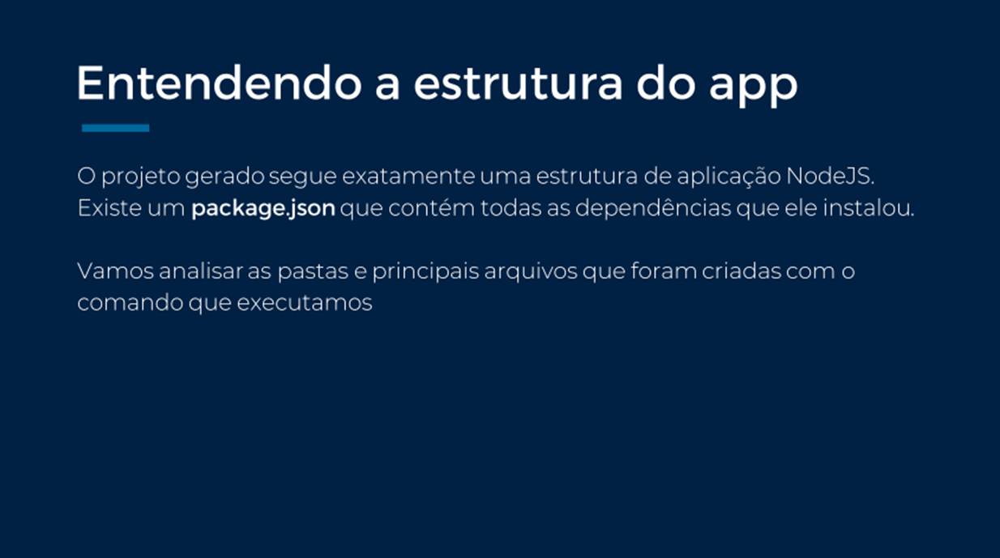 Entendendo a estrutura do app
O projeto gerado segue exatamente uma estrutura de aplicação NodeJS.
Existe um package.json que contém todas as dependências que ele instalou.
Vamos analisar as pastas e principais arquivos que foram criadas com o
comando que executamos